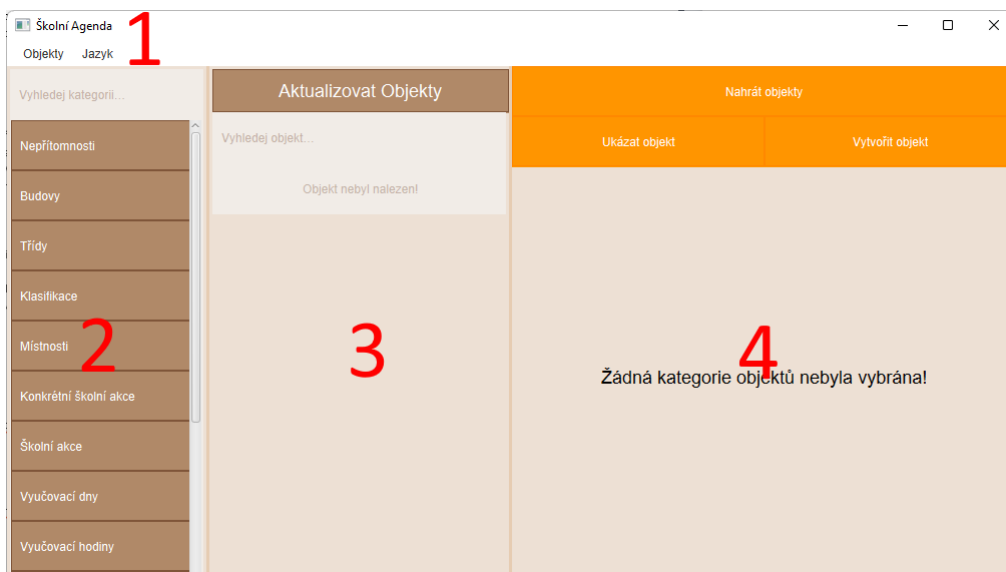 Školní Agenda
1
Objekty Jazyk
Vyhledej kategorii...
Nepřítomnosti
Budovy
Třídy
Klasifikace
Místnosti
2
Konkrétní školní akce
Školní akce
Vyučovací dny
Vyučovací hodiny
Aktualizovat Objekty
Vyhledej objekt...
Objekt nebyl nalezen!
3
Nahrát objekty
Ukázat objekt Vytvořit objekt
4
Žádná kategorie objektů nebyla vybrána!